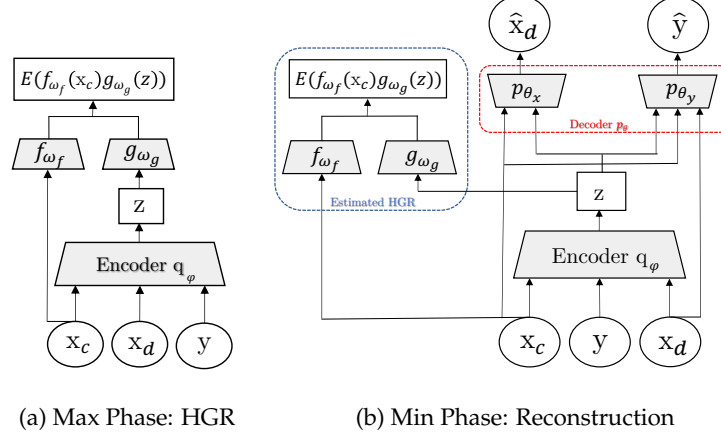 E(f_{ω_f}(x_c)g_{ω_g}(z))
f_{ω_f}
g_{ω_g}
z
Encoder q_φ
x_c
x_d
y
(a) Max Phase: HGR
x̂_d
ŷ
E(f_{ω_f}(x_c)g_{ω_g}(z))
p_{θ_x}
p_{θ_y}
Decoder p_θ
f_{ω_f}
g_{ω_g}
Estimated HGR
z
Encoder q_φ
x_c
y
x_d
(b) Min Phase: Reconstruction